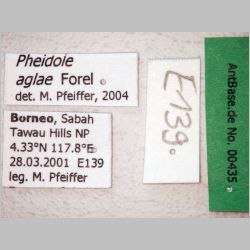 Pheidole
aglae Forel
det. M. Pfeiffer, 2004
Borneo, Sabah
Tawau Hills NP
4.33°N 117.8°E
28.03.2001 E139
leg. M. Pfeiffer
E139.
AntBase.de No. 00435